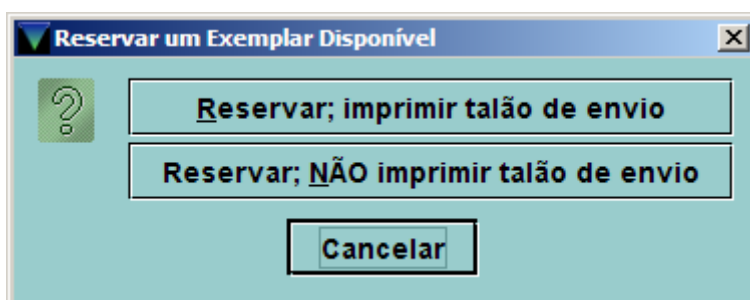 Reservar um Exemplar Disponível
Reservar; imprimir talão de envio
Reservar; NÃO imprimir talão de envio
Cancelar